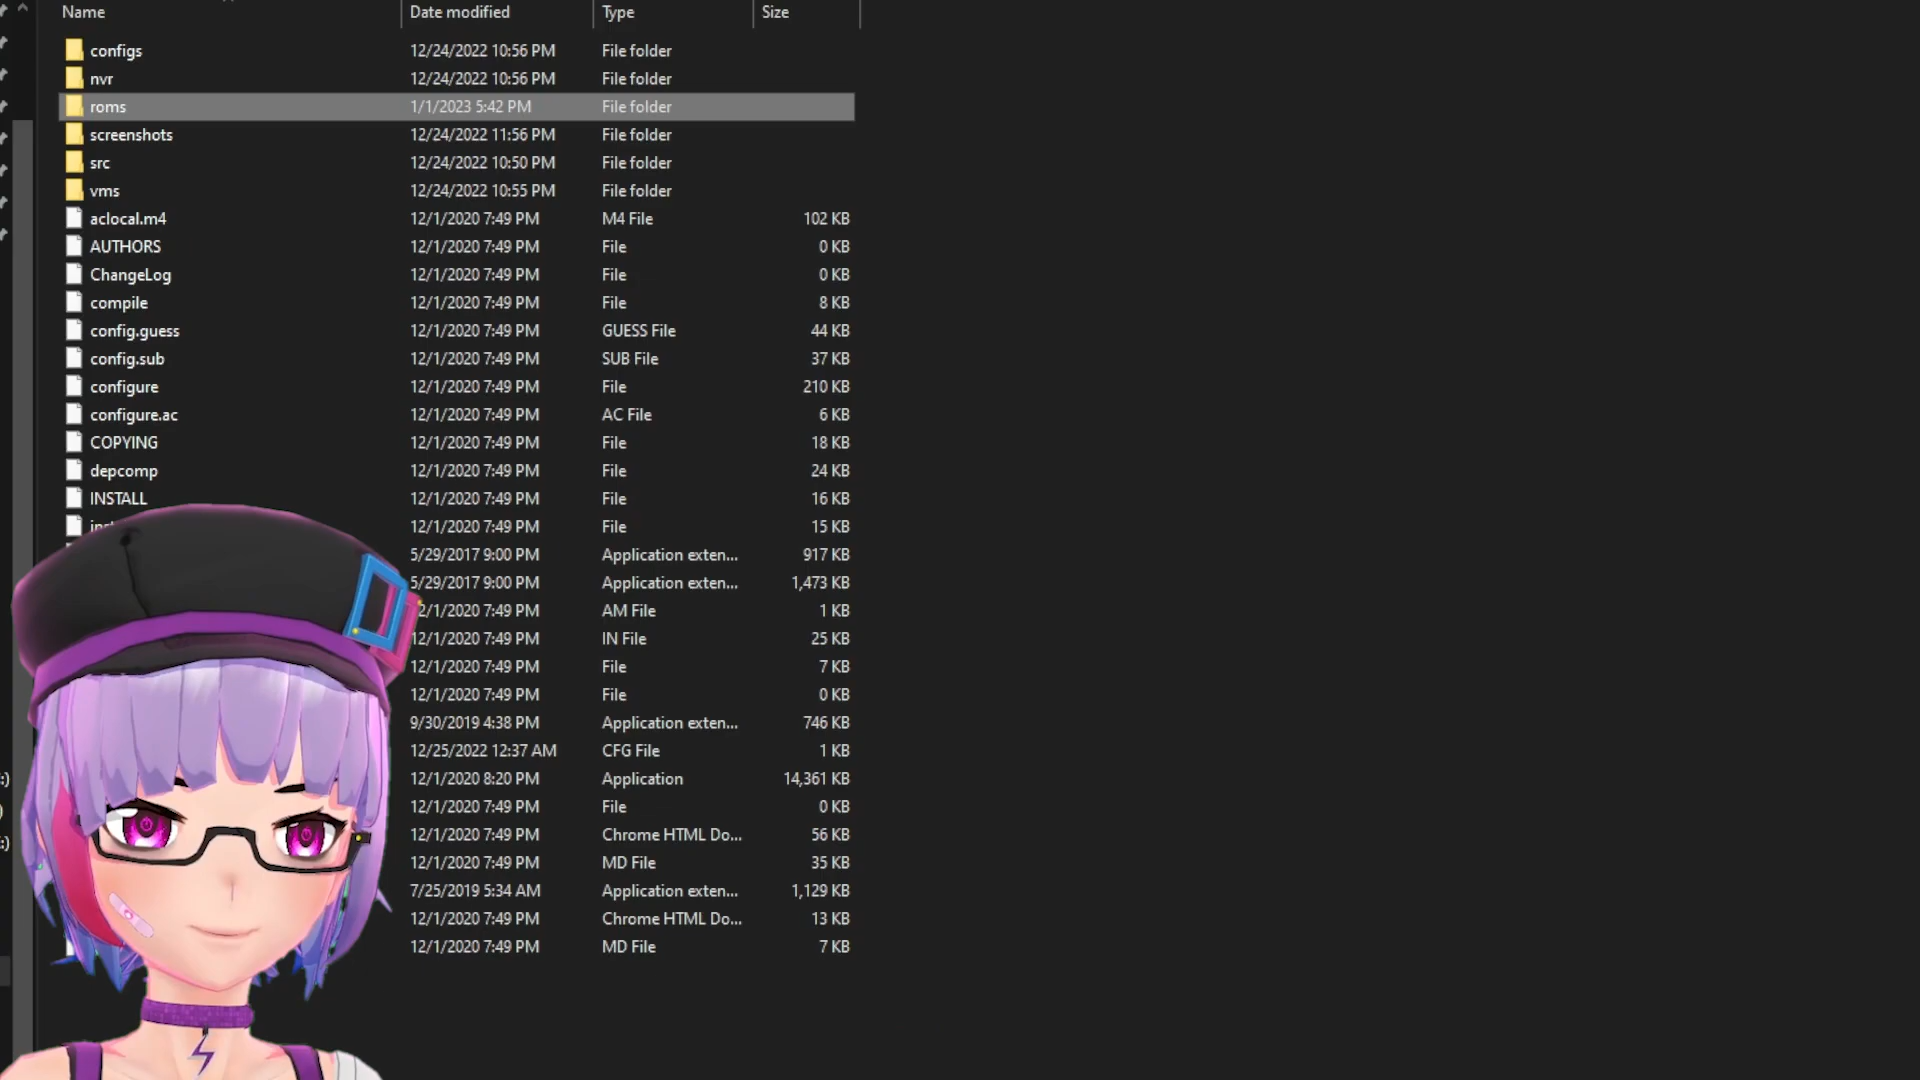 Name Date modified Type Size
configs 12/24/2022 10:56 PM File folder
nvr 12/24/2022 10:56 PM File folder
roms 1/1/2023 5:42 PM File folder
screenshots 12/24/2022 11:56 PM File folder
src 12/24/2022 10:50 PM File folder
vms 12/24/2022 10:55 PM File folder
aclocal.m4 12/1/2020 7:49 PM M4 File 102 KB
AUTHORS 12/1/2020 7:49 PM File 0 KB
ChangeLog 12/1/2020 7:49 PM File 0 KB
compile 12/1/2020 7:49 PM File 8 KB
config.guess 12/1/2020 7:49 PM GUESS File 44 KB
config.sub 12/1/2020 7:49 PM SUB File 37 KB
configure 12/1/2020 7:49 PM File 210 KB
configure.ac 12/1/2020 7:49 PM AC File 6 KB
COPYING 12/1/2020 7:49 PM File 18 KB
depcomp 12/1/2020 7:49 PM File 24 KB
INSTALL 12/1/2020 7:49 PM File 16 KB
12/1/2020 7:49 PM File 15 KB
5/29/2017 9:00 PM Application exten... 917 KB
5/29/2017 9:00 PM Application exten... 1,473 KB
2/1/2020 7:49 PM AM File 1 KB
12/1/2020 7:49 PM IN File 25 KB
12/1/2020 7:49 PM File 7 KB
12/1/2020 7:49 PM File 0 KB
9/30/2019 4:38 PM Application exten... 746 KB
12/25/2022 12:37 AM CFG File 1 KB
:) 12/1/2020 8:20 PM Application 14,361 KB
) 12/1/2020 7:49 PM File 0 KB
:) 12/1/2020 7:49 PM Chrome HTML Do... 56 KB
12/1/2020 7:49 PM MD File 35 KB
7/25/2019 5:34 AM Application exten... 1,129 KB
12/1/2020 7:49 PM Chrome HTML Do... 13 KB
12/1/2020 7:49 PM MD File 7 KB